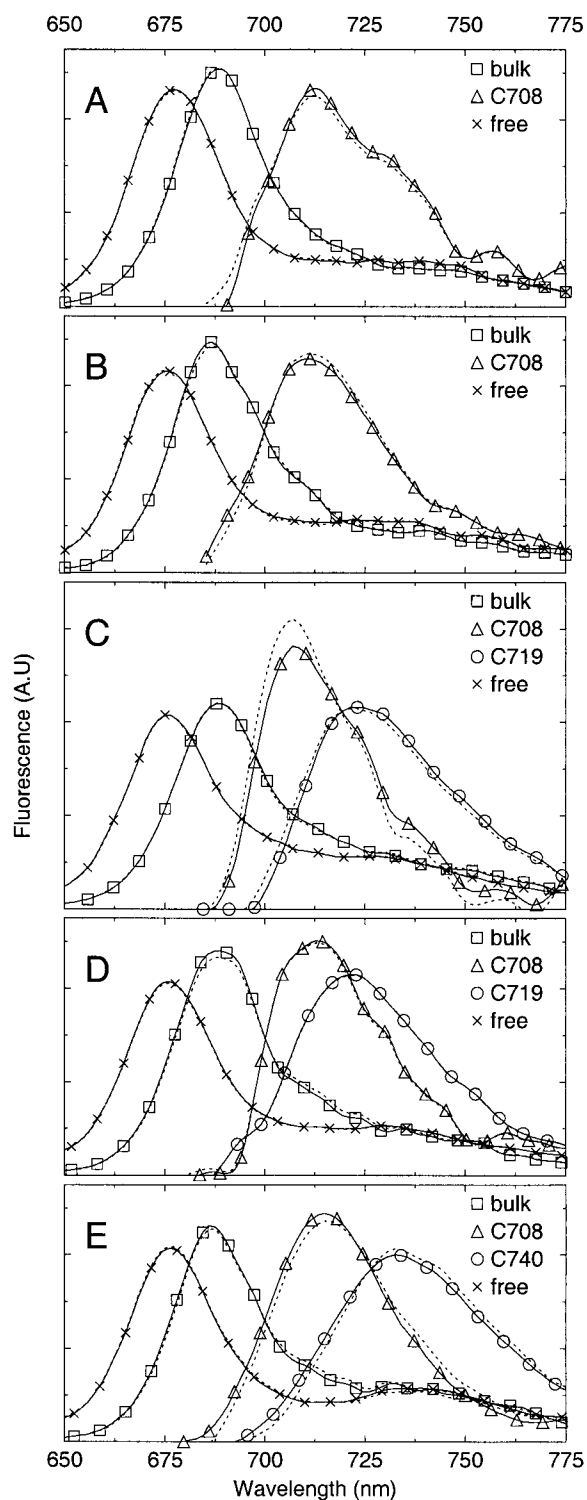 650 675 700 725 750 775
A
bulk
C708
free
B
bulk
C708
free
C
bulk
C708
C719
free
Fluorescence (A.U)
D
bulk
C708
C719
free
E
bulk
C708
C740
free
650 675 700 725 750 775
Wavelength (nm)